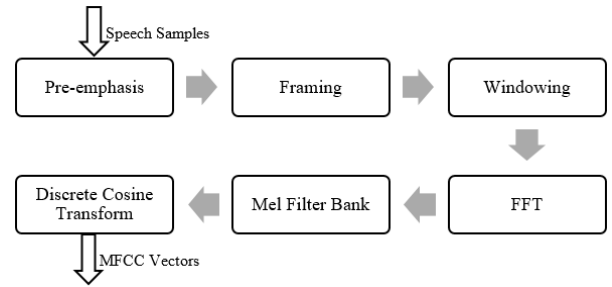 Speech Samples
Pre-emphasis
Framing
Windowing
FFT
Mel Filter Bank
Discrete Cosine
Transform
MFCC Vectors